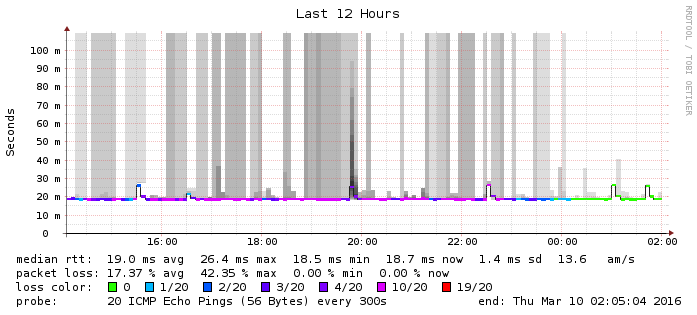 Last 12 Hours
RRDTOOL / TOBI OETIKER
Seconds
100 m
90 m
80 m
70 m
60 m
50 m
40 m
30 m
20 m
10 m
0
16:00 18:00 20:00 22:00 00:00 02:00
median rtt: 19.0 ms avg 26.4 ms max 18.5 ms min 18.7 ms now 1.4 ms sd 13.6 am/s
packet loss: 17.37 % avg 42.35 % max 0.00 % min 0.00 % now
loss color: 0 1/20 2/20 3/20 4/20 10/20 19/20
probe: 20 ICMP Echo Pings (56 Bytes) every 300s end: Thu Mar 10 02:05:04 2016